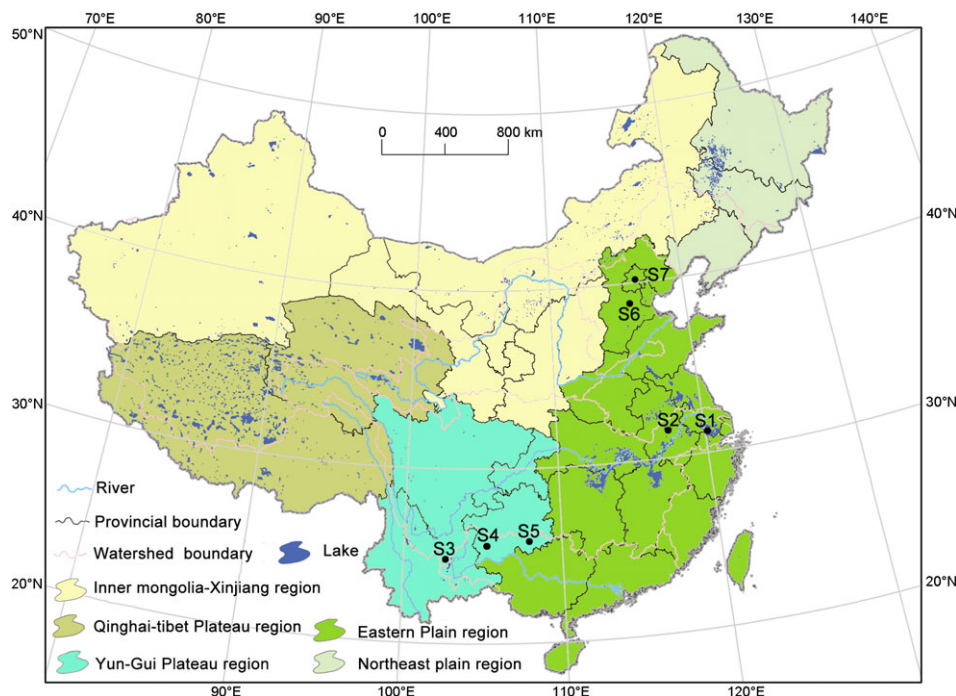 70°E 80°E 90°E 100°E 110°E 120°E 130°E 140°E
50°N
0 400 800 km
40°N 40°N
S7
S6
30°N 30°N
S2 S1
River
Provincial boundary
S5
S4
S3
Watershed boundary Lake
20°N 20°N
Inner mongolia-Xinjiang region
Qinghai-tibet Plateau region Eastern Plain region
Yun-Gui Plateau region Northeast plain region
90°E 100°E 110°E 120°E